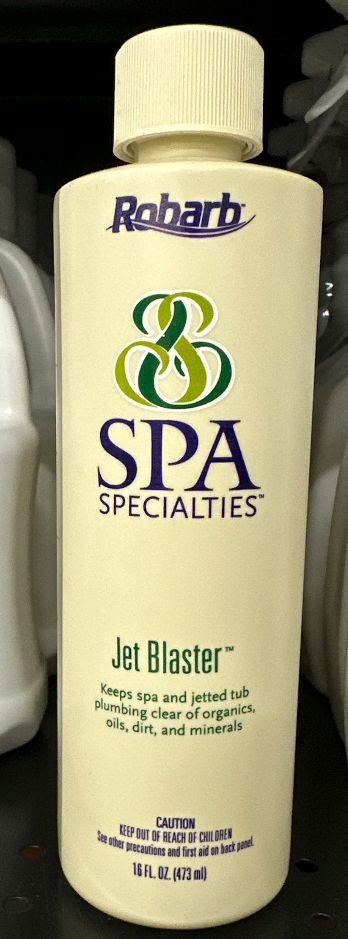 Robarb™
SPA
SPECIALTIES™
Jet Blaster™
Keeps spa and jetted tub
plumbing clear of organics,
oils, dirt, and minerals
CAUTION
KEEP OUT OF REACH OF CHILDREN
See other precautions and first aid on back panel.
16 FL. OZ. (473 ml)